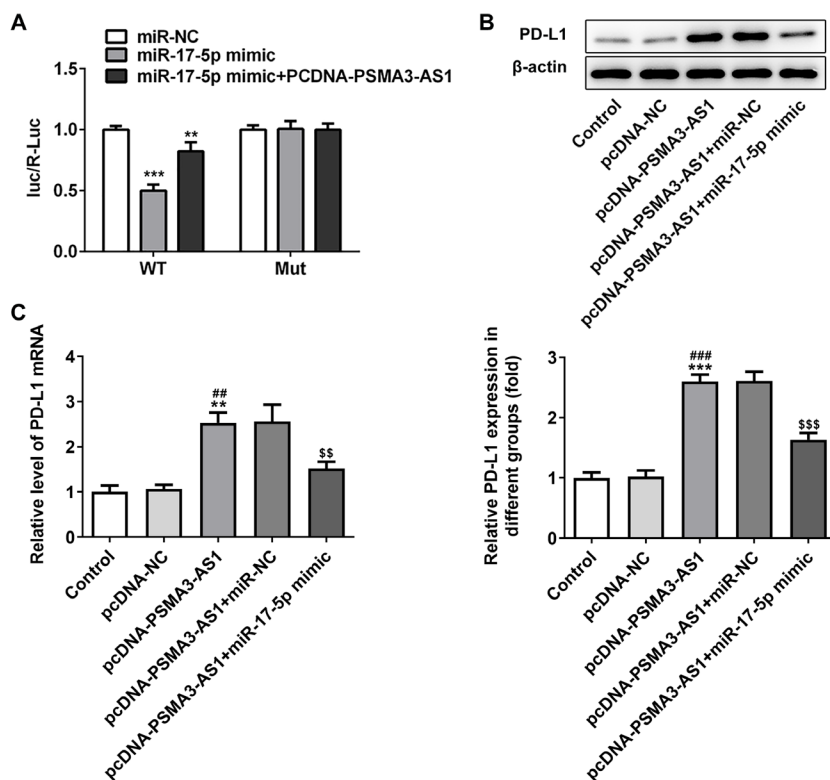 A
miR-NC
miR-17-5p mimic
miR-17-5p mimic+PCDNA-PSMA3-AS1
luc/R-Luc
1.5
1.0
0.5
0.0
***
**
WT
Mut
B
PD-L1
β-actin
Control
pcDNA-NC
pcDNA-PSMA3-AS1
pcDNA-PSMA3-AS1+miR-NC
pcDNA-PSMA3-AS1+miR-17-5p mimic
C
Relative level of PD-L1 mRNA
4
3
2
1
0
##
**
$$
Control
pcDNA-NC
pcDNA-PSMA3-AS1
pcDNA-PSMA3-AS1+miR-NC
pcDNA-PSMA3-AS1+miR-17-5p mimic
Relative PD-L1 expression in
different groups (fold)
3
2
1
0
###
***
$$$
Control
pcDNA-NC
pcDNA-PSMA3-AS1
pcDNA-PSMA3-AS1+miR-NC
pcDNA-PSMA3-AS1+miR-17-5p mimic